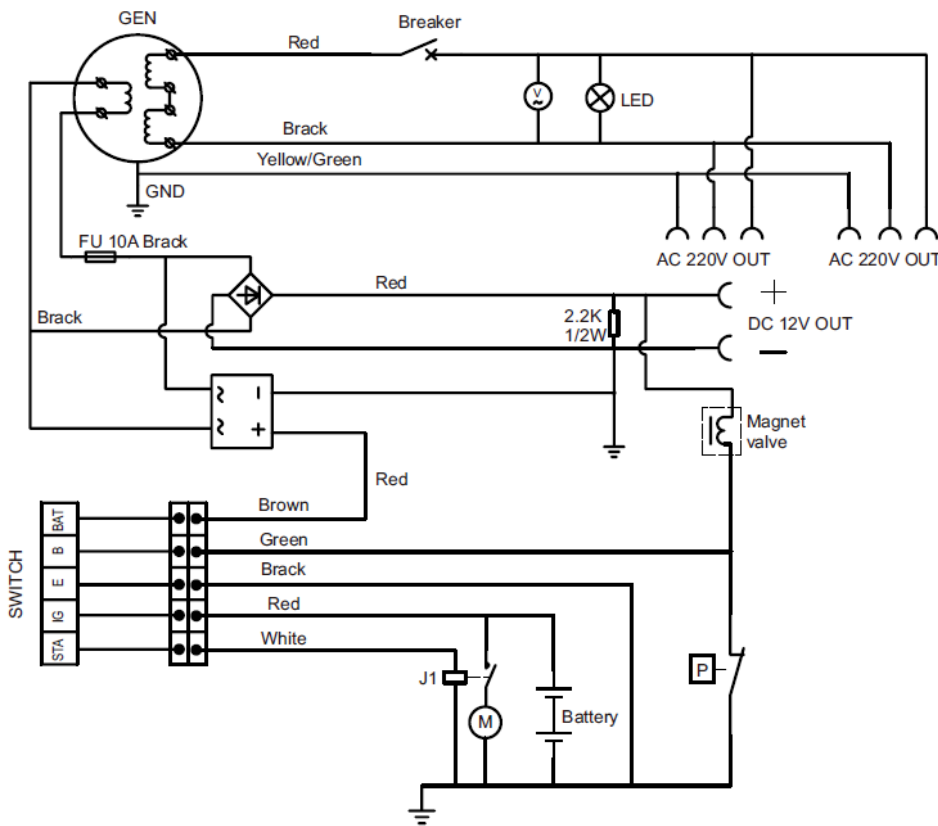 GEN
Breaker
Red
V
~
LED
Brack
Yellow/Green
GND
FU 10A Brack
AC 220V OUT
AC 220V OUT
Red
+
2.2K
1/2W
DC 12V OUT
—
Brack
~ −
~ +
Magnet
valve
Red
SWITCH
BAT
Brown
B
Green
E
Brack
IG
Red
STA
White
J1
P
M
Battery